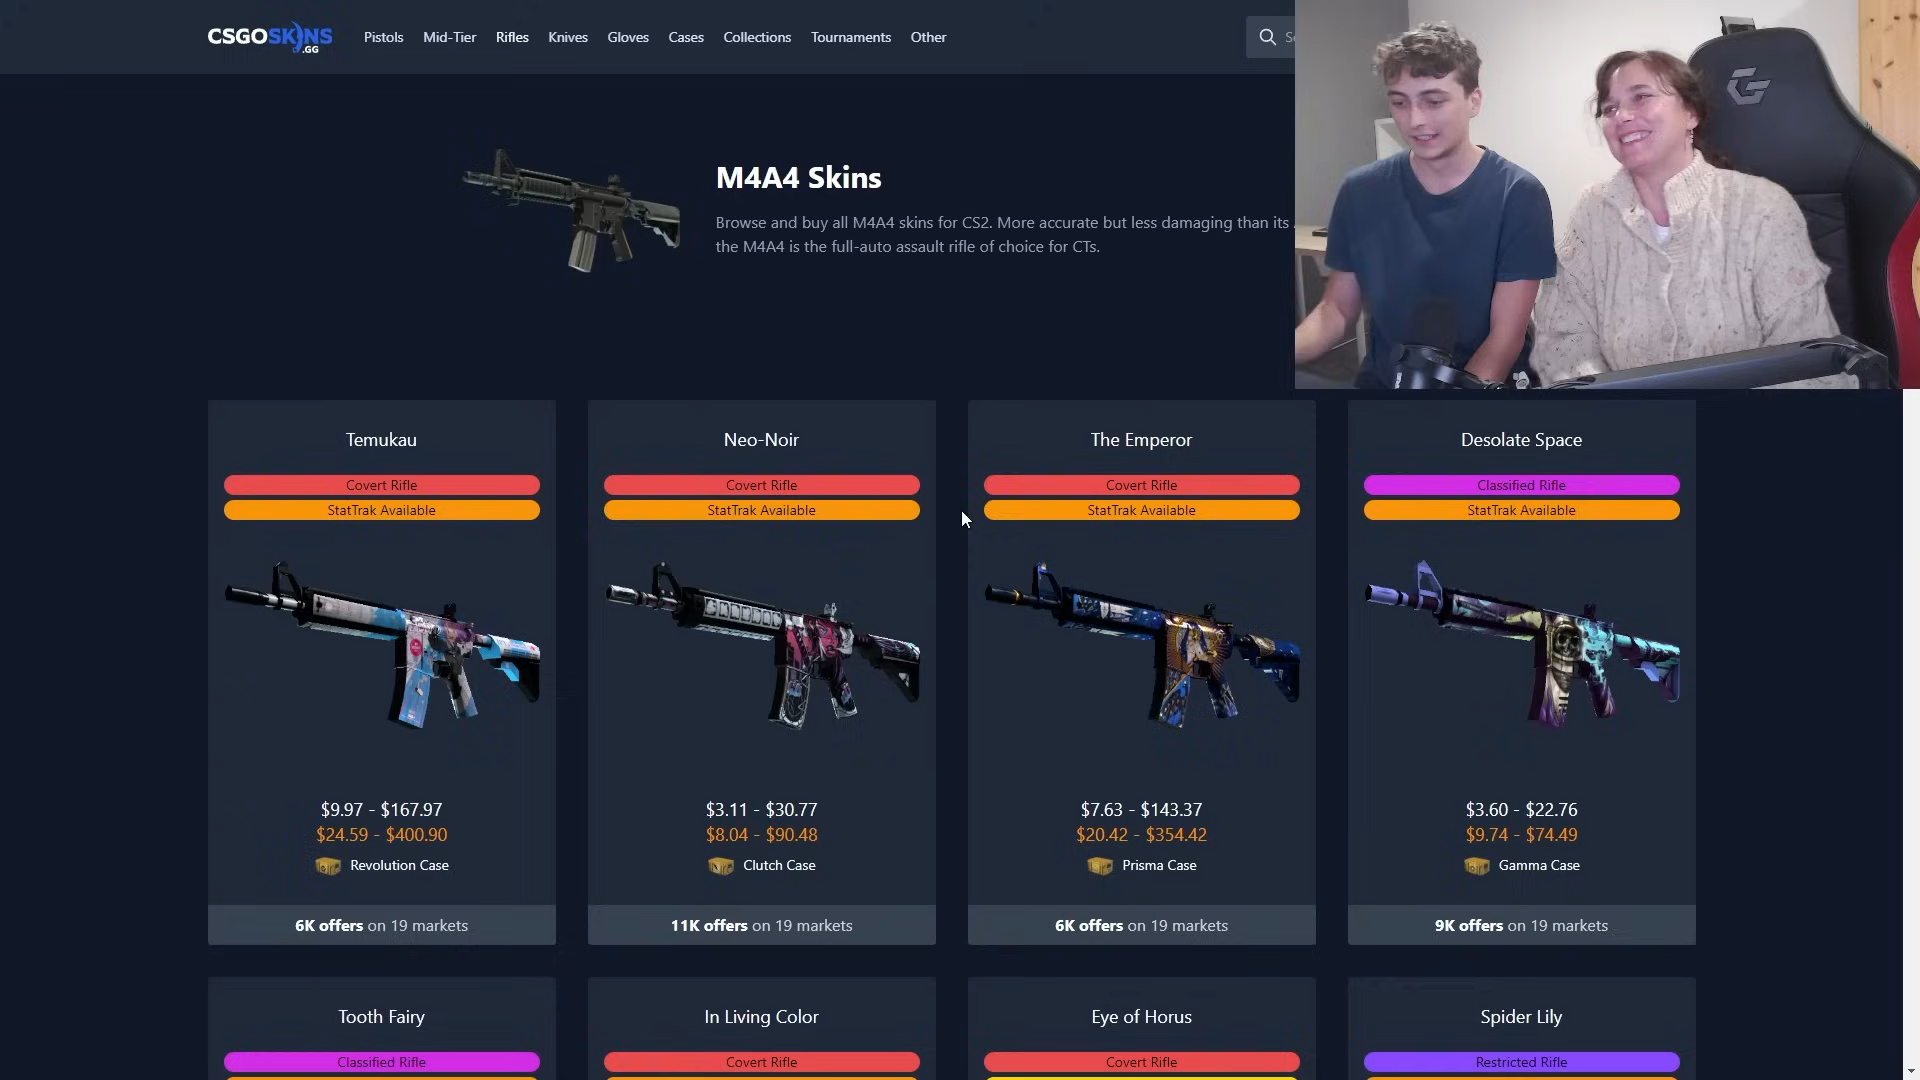 CSGOSKINS
.GG
Pistols Mid-Tier Rifles Knives Gloves Cases Collections Tournaments Other
M4A4 Skins
Browse and buy all M4A4 skins for CS2. More accurate but less damaging than its
the M4A4 is the full-auto assault rifle of choice for CTs.
Temukau
Covert Rifle
StatTrak Available
$9.97 - $167.97
$24.59 - $400.90
Revolution Case
6K offers on 19 markets
Neo-Noir
Covert Rifle
StatTrak Available
$3.11 - $30.77
$8.04 - $90.48
Clutch Case
11K offers on 19 markets
The Emperor
Covert Rifle
StatTrak Available
$7.63 - $143.37
$20.42 - $354.42
Prisma Case
6K offers on 19 markets
Desolate Space
Classified Rifle
StatTrak Available
$3.60 - $22.76
$9.74 - $74.49
Gamma Case
9K offers on 19 markets
Tooth Fairy
Classified Rifle
In Living Color
Covert Rifle
Eye of Horus
Covert Rifle
Spider Lily
Restricted Rifle